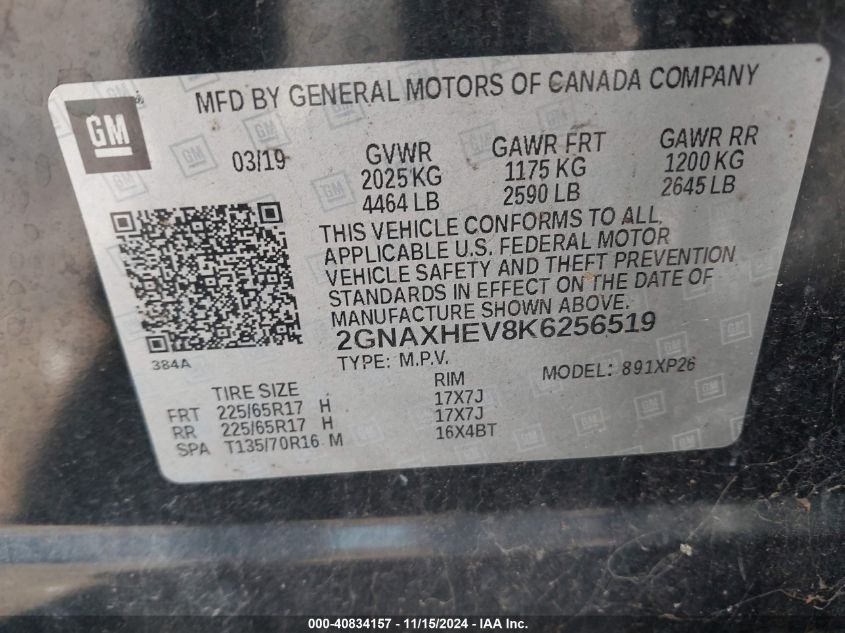 GM
MFD BY GENERAL MOTORS OF CANADA COMPANY
03/19
GVWR
2025 KG
4464 LB
GAWR FRT
1175 KG
2590 LB
GAWR RR
1200 KG
2645 LB
THIS VEHICLE CONFORMS TO ALL
APPLICABLE U.S. FEDERAL MOTOR
VEHICLE SAFETY AND THEFT PREVENTION
STANDARDS IN EFFECT ON THE DATE OF
MANUFACTURE SHOWN ABOVE.
2GNAXHEV8K6256519
384A
TYPE: M.P.V.
MODEL: 891XP26
TIRE SIZE
RIM
FRT 225/65R17 H 17X7J
RR 225/65R17 H 17X7J
SPA T135/70R16 M 16X4BT
000-40834157 - 11/15/2024 - IAA Inc.